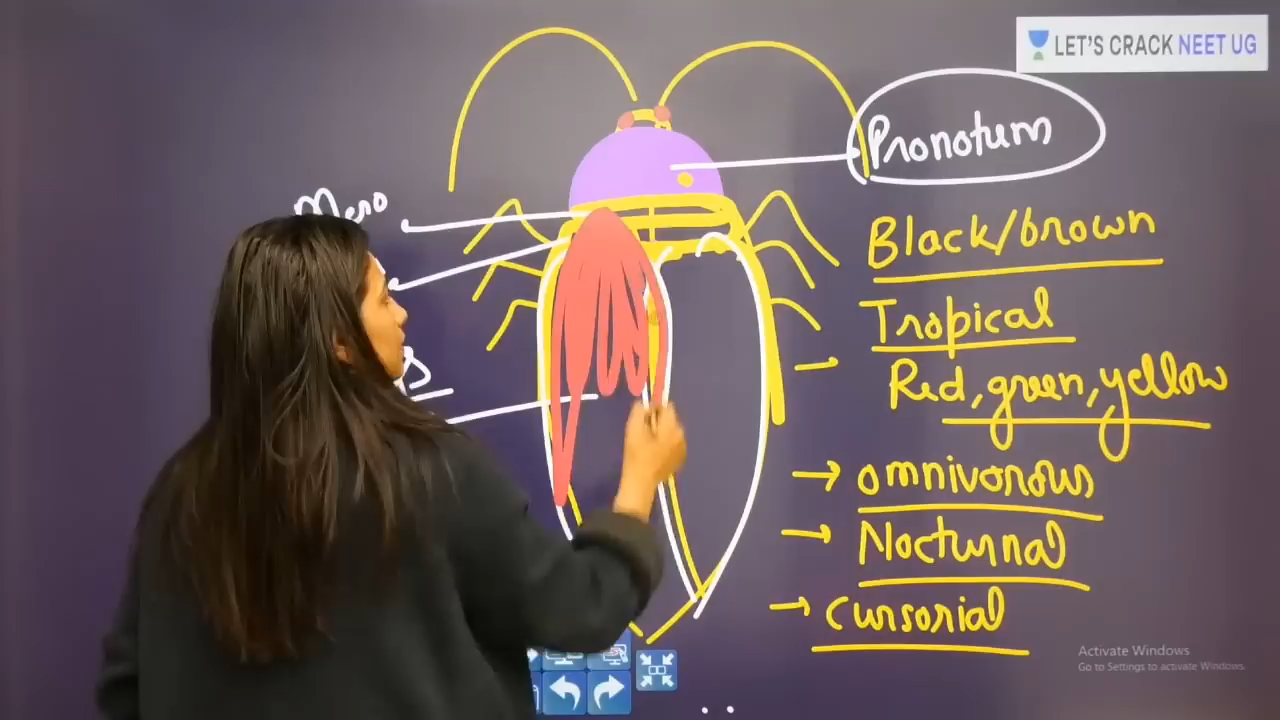 LET'S CRACK NEET UG
Pronotum
Black/brown
Tropical
Red, green, yellow
→ omnivorous
→ Nocturnal
→ cursorial
Activate Windows
Go to Settings to activate Windows.